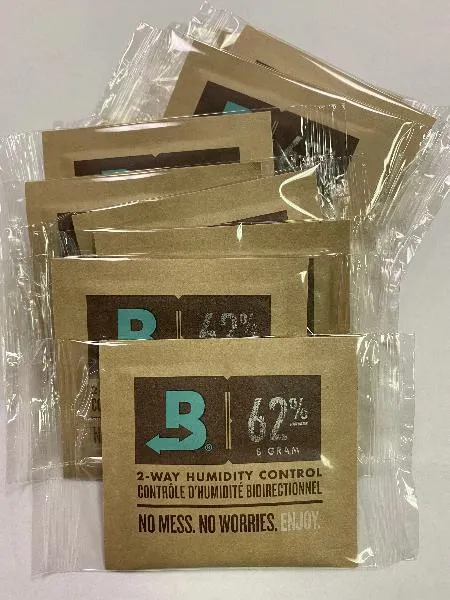 62%
B ® 62%
8 GRAM
2-WAY HUMIDITY CONTROL
CONTRÔLE D'HUMIDITÉ BIDIRECTIONNEL
NO MESS. NO WORRIES. ENJOY.